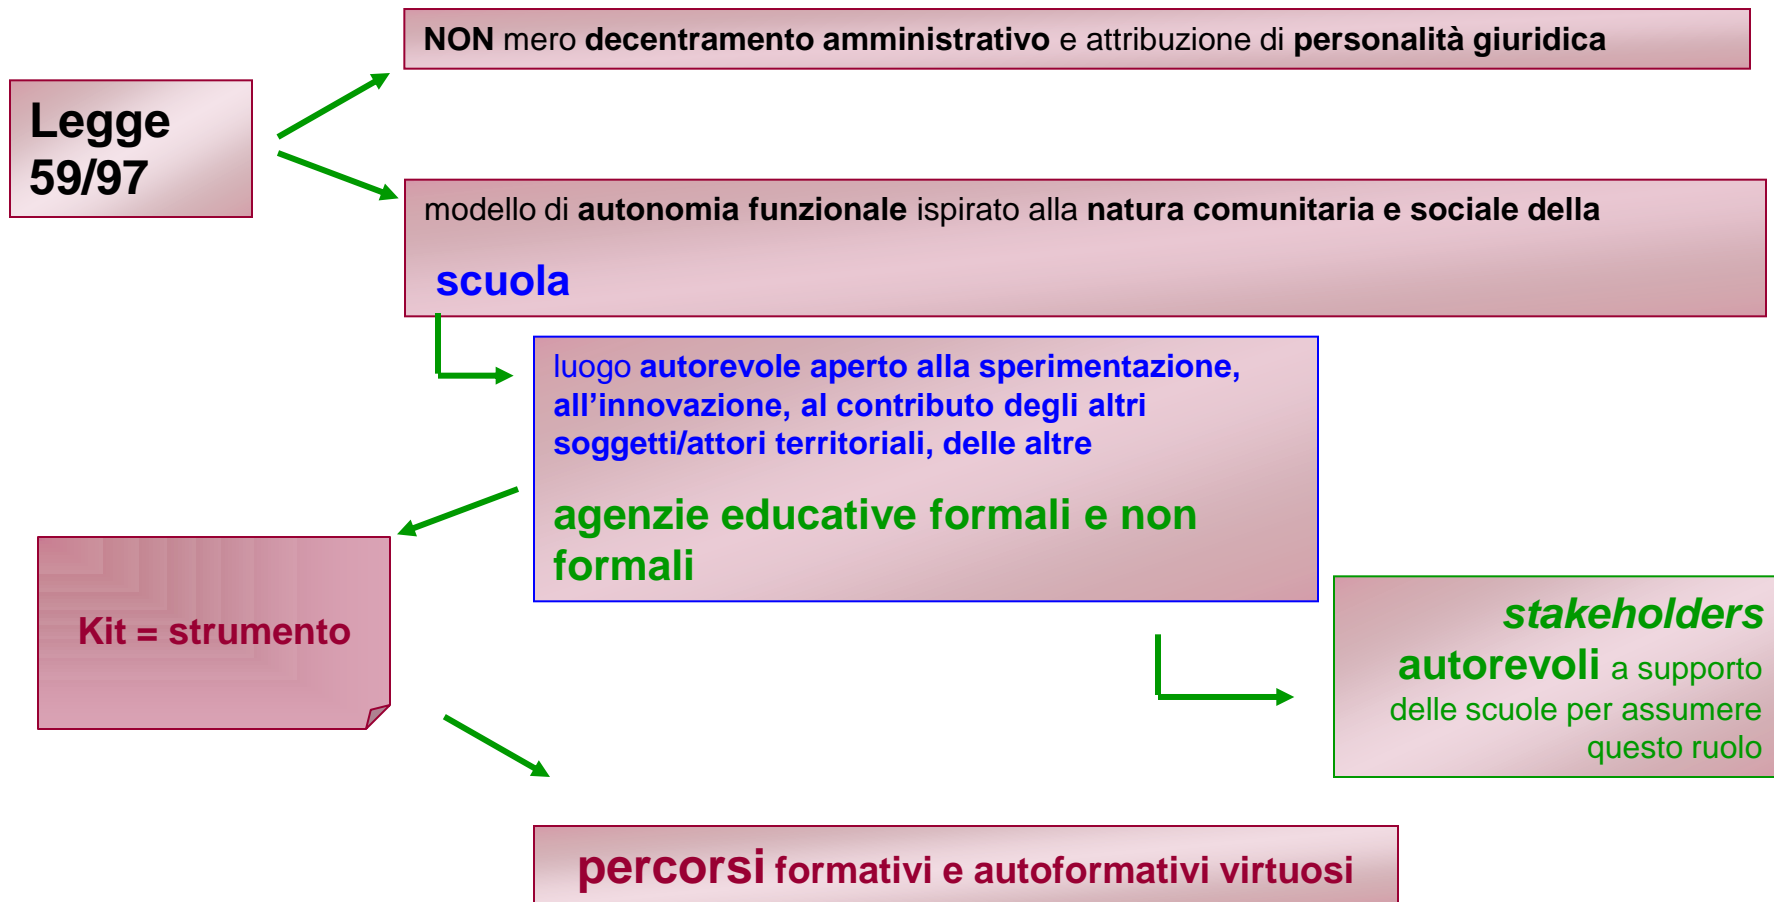 NON mero decentramento amministrativo e attribuzione di personalità giuridica
Legge
59/97
modello di autonomia funzionale ispirato alla natura comunitaria e sociale della
scuola
luogo autorevole aperto alla sperimentazione,
all’innovazione, al contributo degli altri
soggetti/attori territoriali, delle altre
agenzie educative formali e non
formali
Kit = strumento
stakeholders
autorevoli a supporto
delle scuole per assumere
questo ruolo
percorsi formativi e autoformativi virtuosi